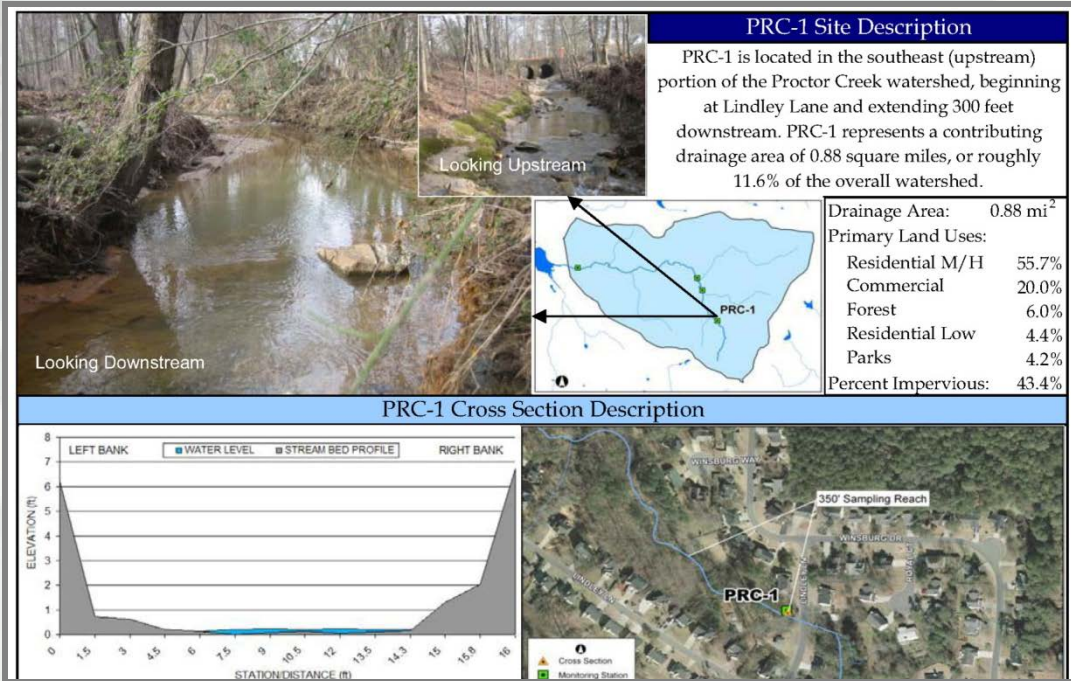 PRC-1 Site Description
PRC-1 is located in the southeast (upstream)
portion of the Proctor Creek watershed, beginning
at Lindley Lane and extending 300 feet
downstream. PRC-1 represents a contributing
drainage area of 0.88 square miles, or roughly
11.6% of the overall watershed.
Looking Upstream
Looking Downstream
PRC-1
Drainage Area: 0.88 mi²
Primary Land Uses:
Residential M/H 55.7%
Commercial 20.0%
Forest 6.0%
Residential Low 4.4%
Parks 4.2%
Percent Impervious: 43.4%
PRC-1 Cross Section Description
LEFT BANK
WATER LEVEL
STREAM BED PROFILE
RIGHT BANK
ELEVATION (ft)
8
7
6
5
4
3
2
1
0
0 1.5 3 4.5 6 7.5 9 10.5 12 13.5 14.3 15 15.8 16
STATION/DISTANCE (ft)
WINSBURG WAY
350' Sampling Reach
WINSBURG DR
LINDLEY LN
LINDLEY LN
PRC-1
Cross Section
Monitoring Station